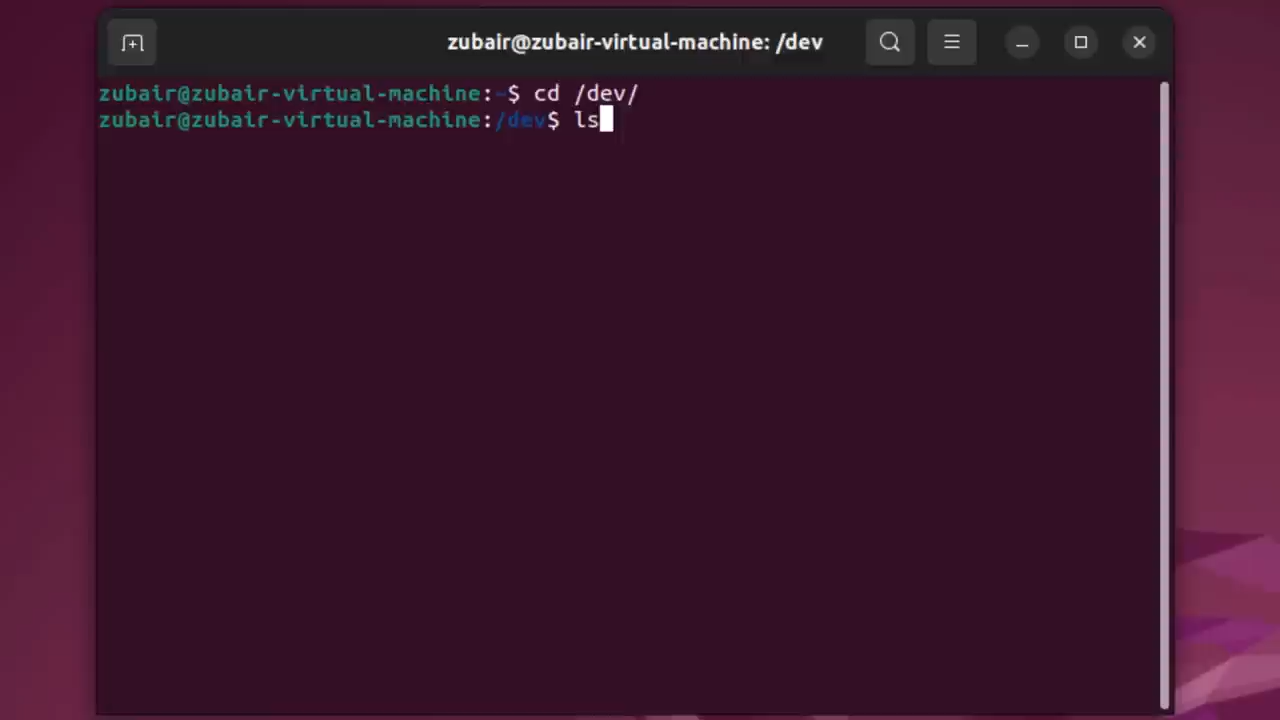 zubair@zubair-virtual-machine: /dev
zubair@zubair-virtual-machine:~$ cd /dev/
zubair@zubair-virtual-machine:/dev$ ls